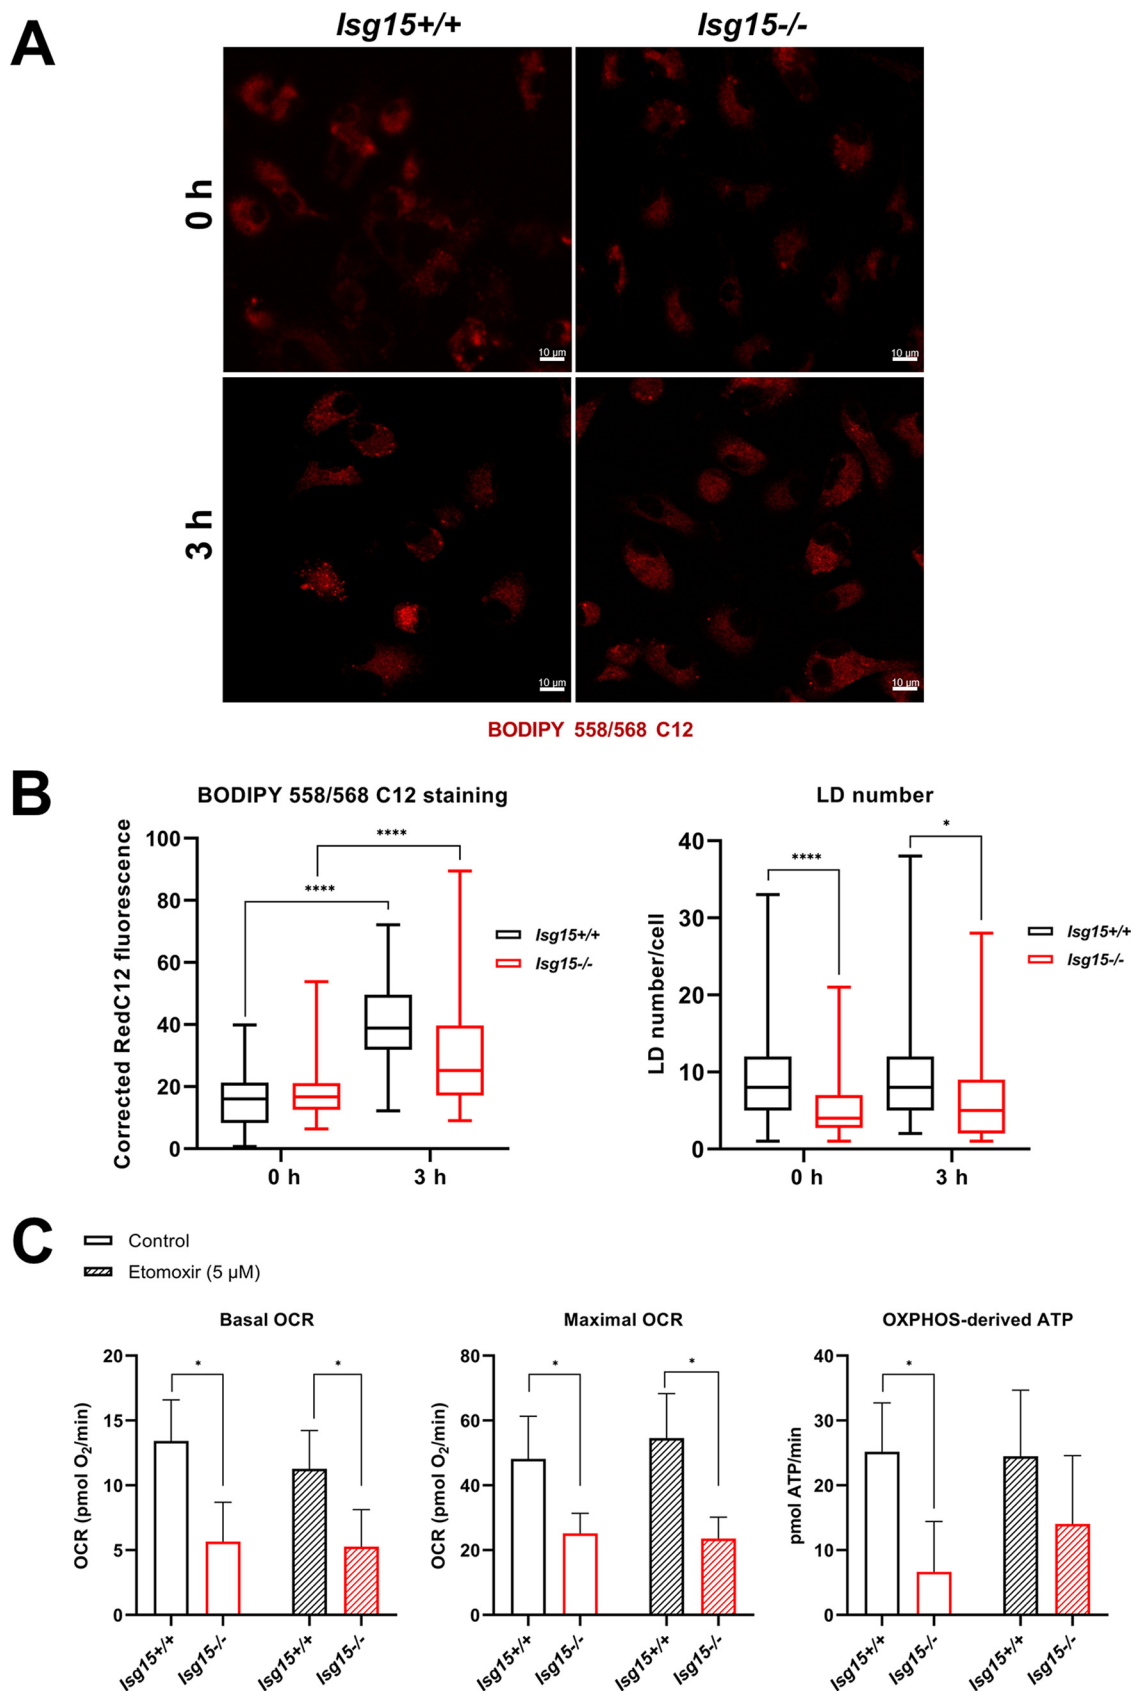 A
Isg15+/+ Isg15-/-
0 h
10 µm 10 µm
3 h
10 µm 10 µm
BODIPY 558/568 C12
B
BODIPY 558/568 C12 staining
Corrected RedC12 fluorescence
100
80
60
40
20
0
****
****
0 h 3 h
Isg15+/+
Isg15-/-
LD number
LD number/cell
40
30
20
10
0
****
*
0 h 3 h
Isg15+/+
Isg15-/-
C
Control
Etomoxir (5 µM)
Basal OCR
OCR (pmol O2/min)
20
15
10
5
0
* *
Isg15+/+ Isg15-/- Isg15+/+ Isg15-/-
Maximal OCR
OCR (pmol O2/min)
80
60
40
20
0
* *
Isg15+/+ Isg15-/- Isg15+/+ Isg15-/-
OXPHOS-derived ATP
pmol ATP/min
40
30
20
10
0
*
Isg15+/+ Isg15-/- Isg15+/+ Isg15-/-